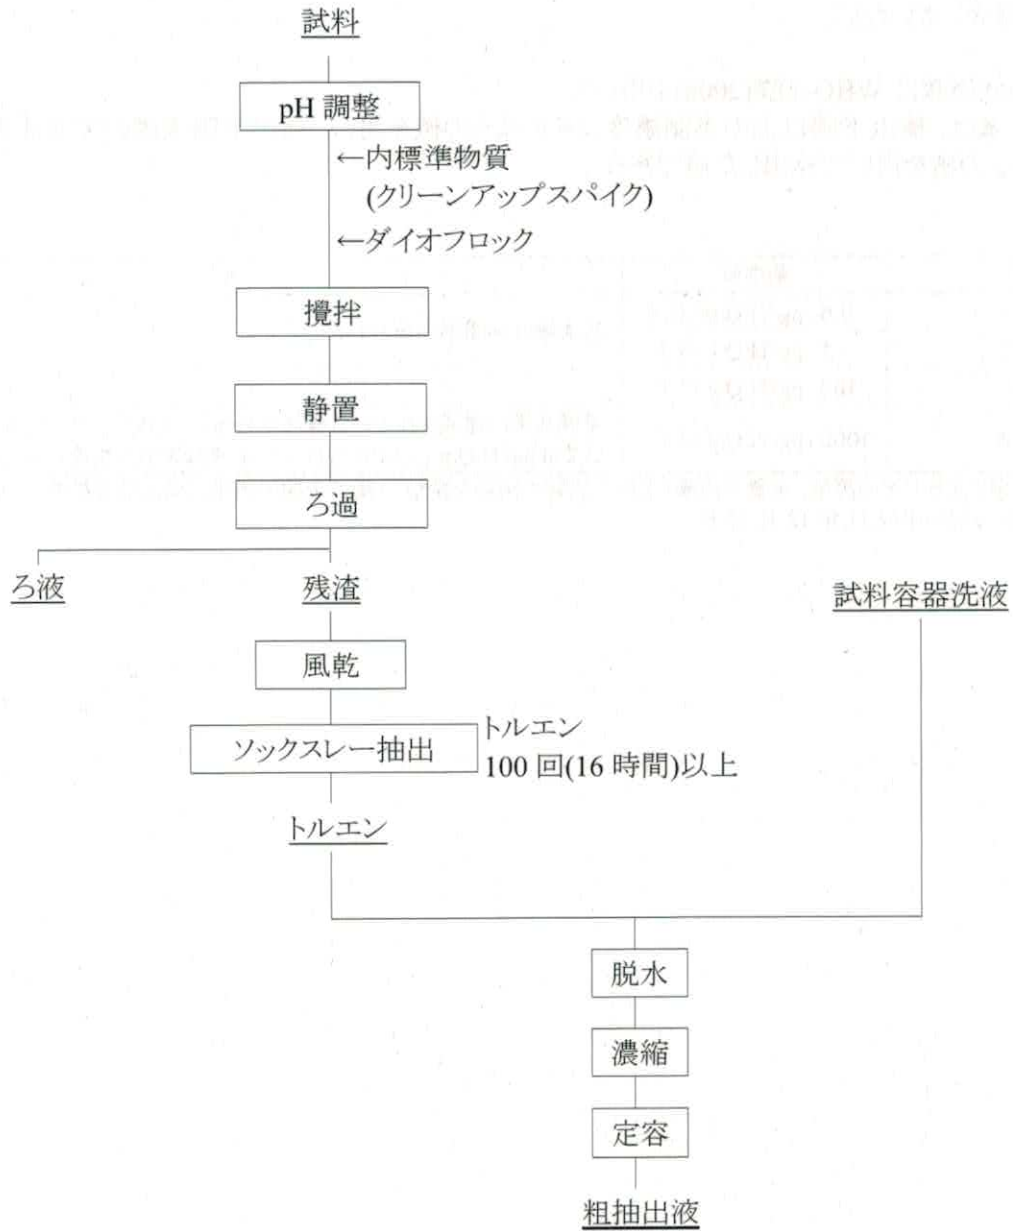 試料
pH 調整
←内標準物質
(クリーンアップスパイク)
←ダイオフロック
攪拌
静置
ろ過
ろ液
残渣
試料容器洗液
風乾
ソックスレー抽出
トルエン
100 回(16 時間)以上
トルエン
脱水
濃縮
定容
粗抽出液